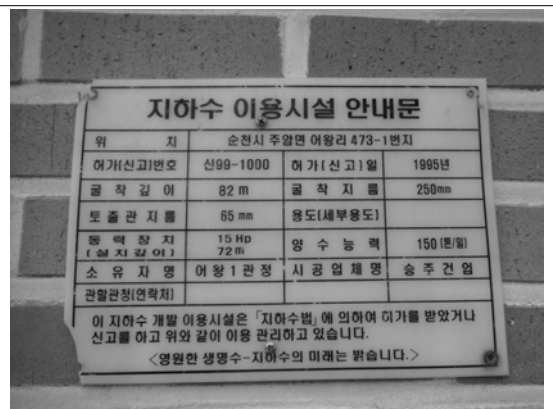 지하수 이용시설 안내문
위 치 순천시 주암면 어왕리 473-1번지
허가(신고)번호 신99-1000 허가(신고)일 1995년
굴착깊이 82 m 굴착지름 250mm
토출관지름 65 mm 용도(세부용도)
동력장치 15 Hp 양수능력 150(톤/일)
(설치깊이) 72 m
소유자명 어왕1관정 시공업체명 승주건업
관할관청(연락처)
이 지하수 개발 이용시설은 「지하수법」에 의하여 허가를 받았거나
신고를 하고 위와 같이 이용 관리하고 있습니다.
<영원한 생명수-지하수의 미래는 밝습니다.>